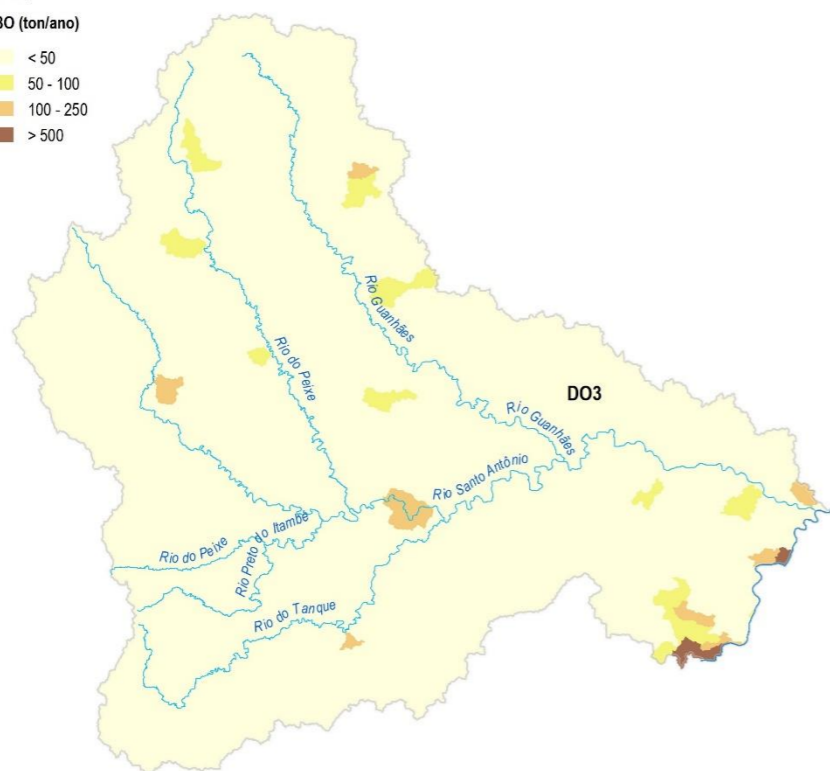 BO (ton/ano)
< 50
50 - 100
100 - 250
> 500
Rio Guanhães
Rio do Peixe
DO3
Rio Guanhães
Rio Santo Antônio
Rio do Peixe
Rio Preto do Itambé
Rio do Tanque